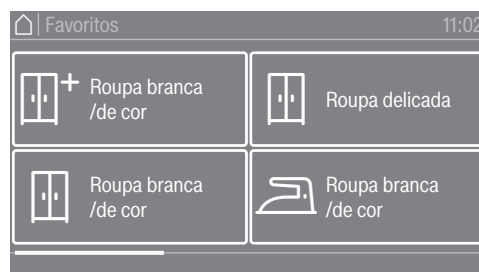 Favoritos 11:02
Roupa branca
/de cor
Roupa delicada
Roupa branca
/de cor
Roupa branca
/de cor